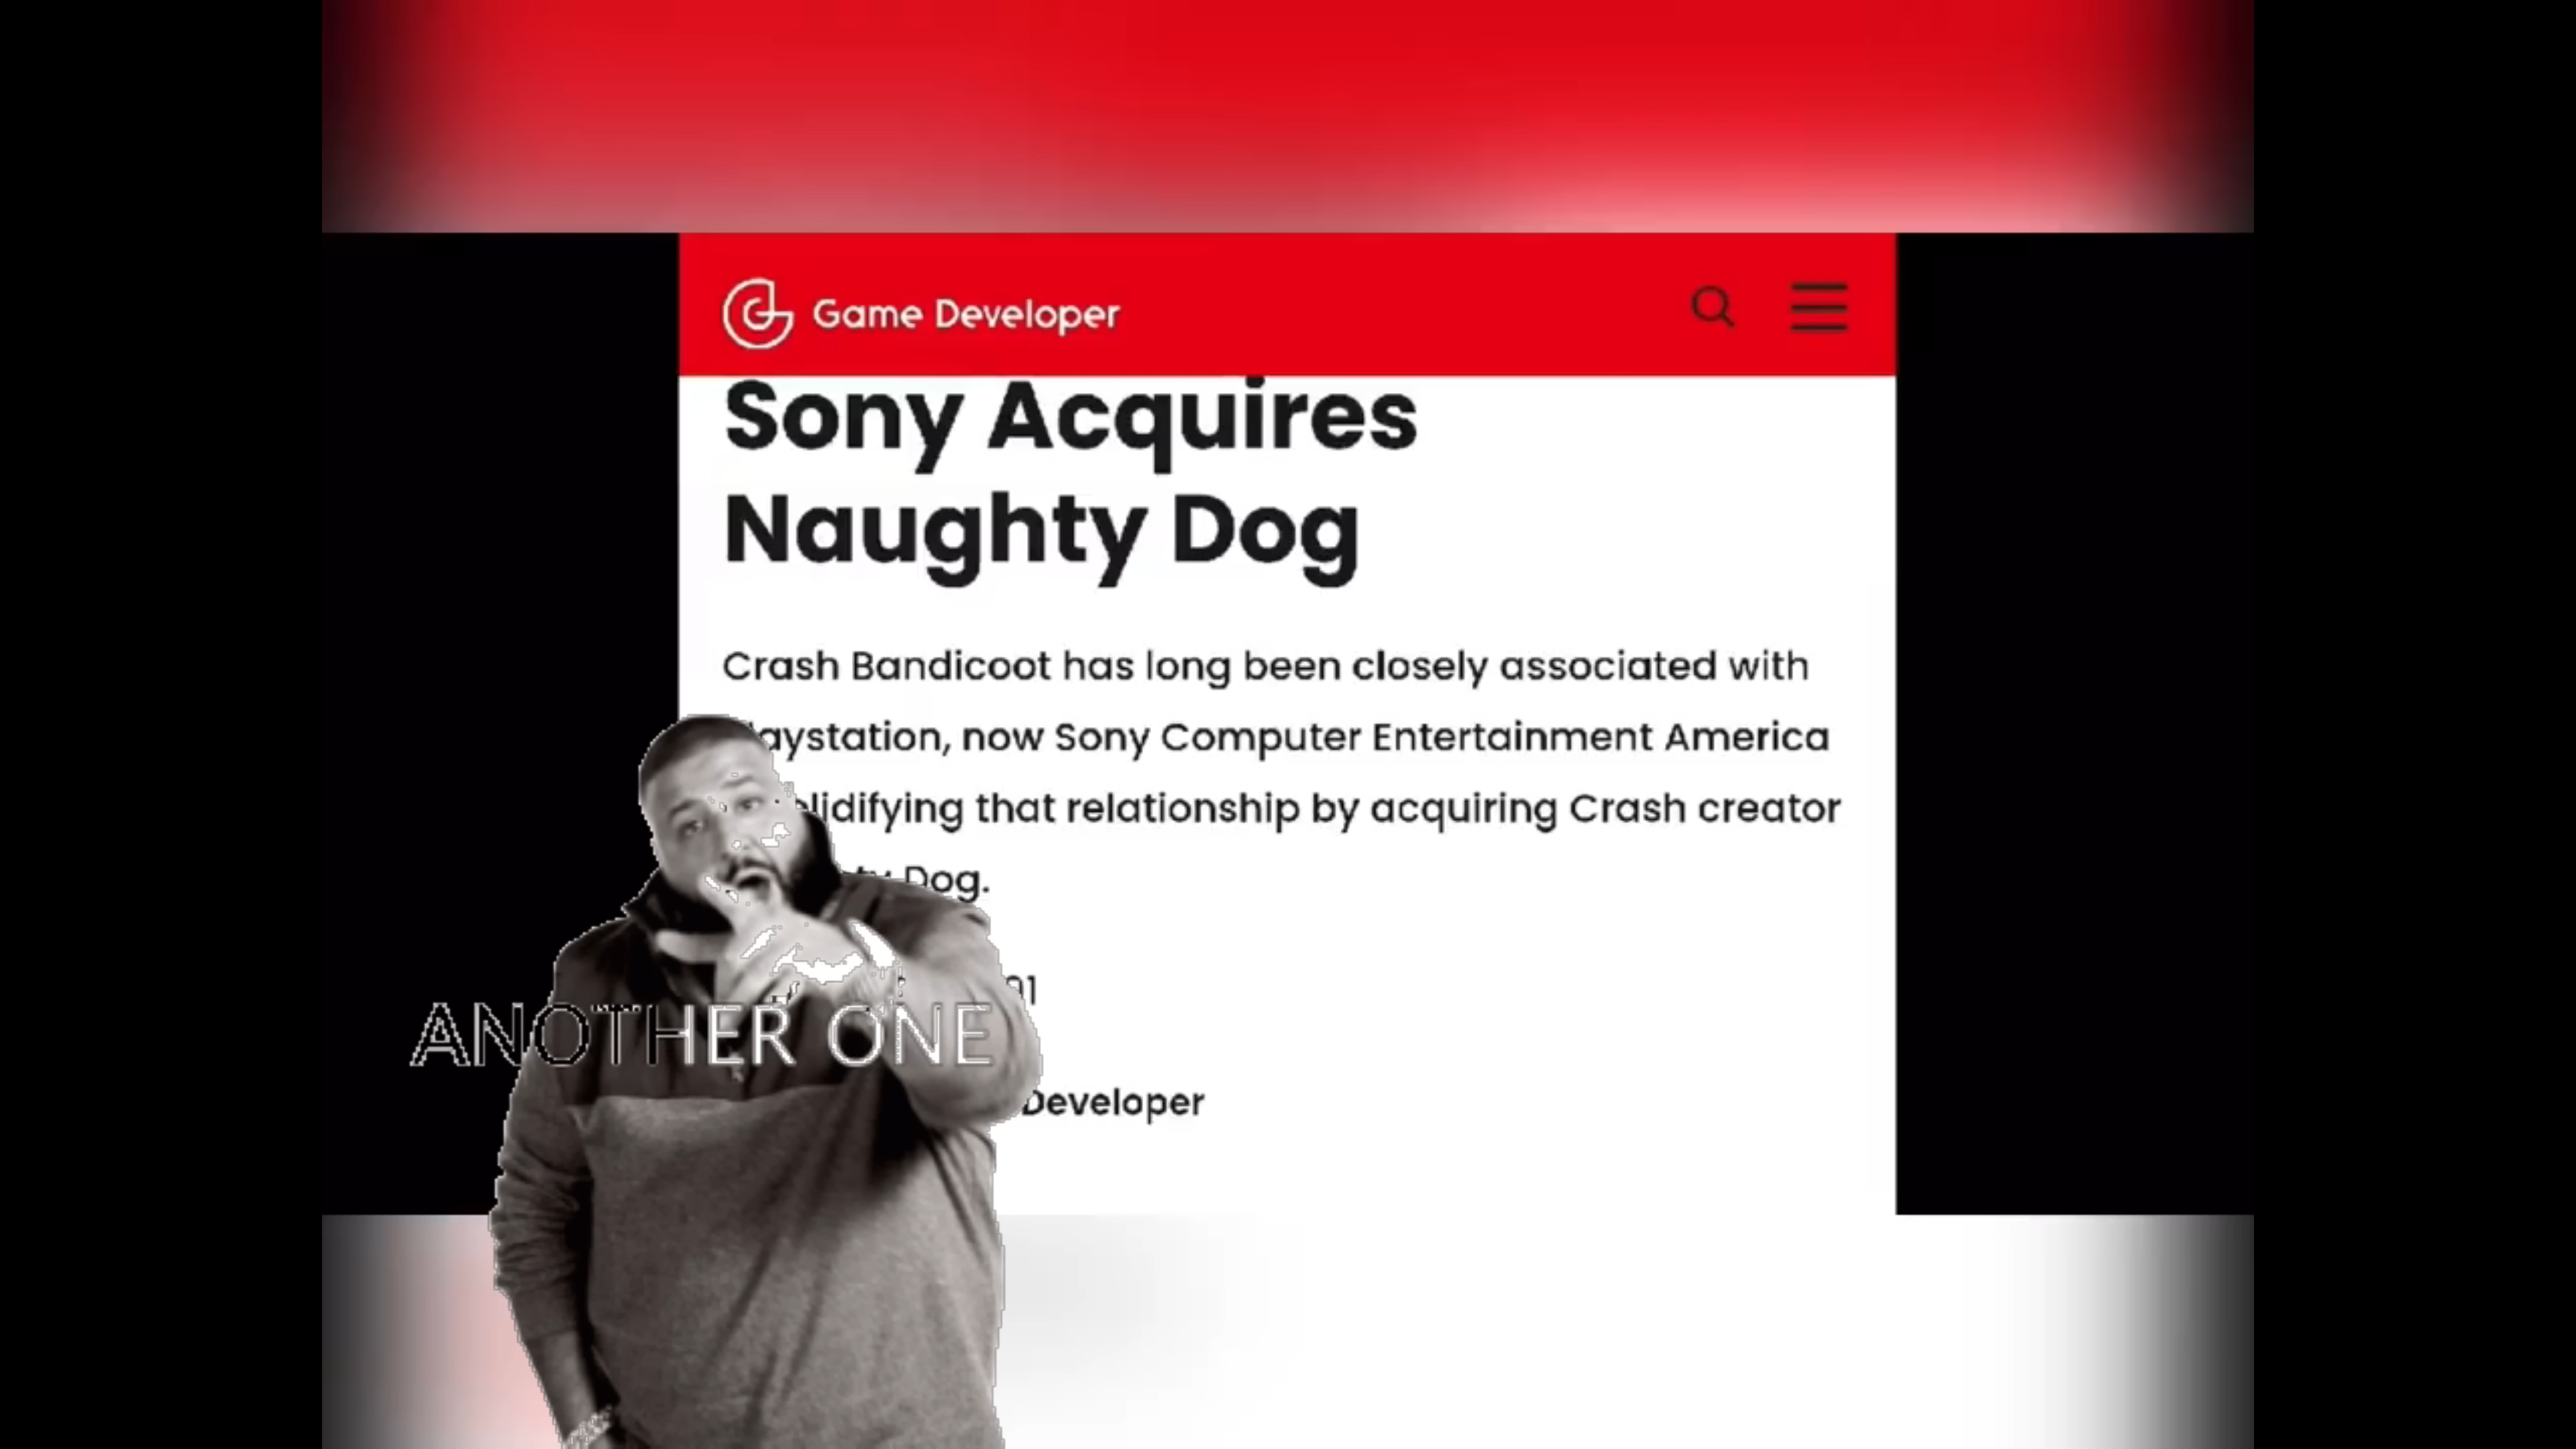 Game Developer
Sony Acquires
Naughty Dog
Crash Bandicoot has long been closely associated with
aystation, now Sony Computer Entertainment America
lidifying that relationship by acquiring Crash creator
Dog.
ANOTHER ONE
Developer